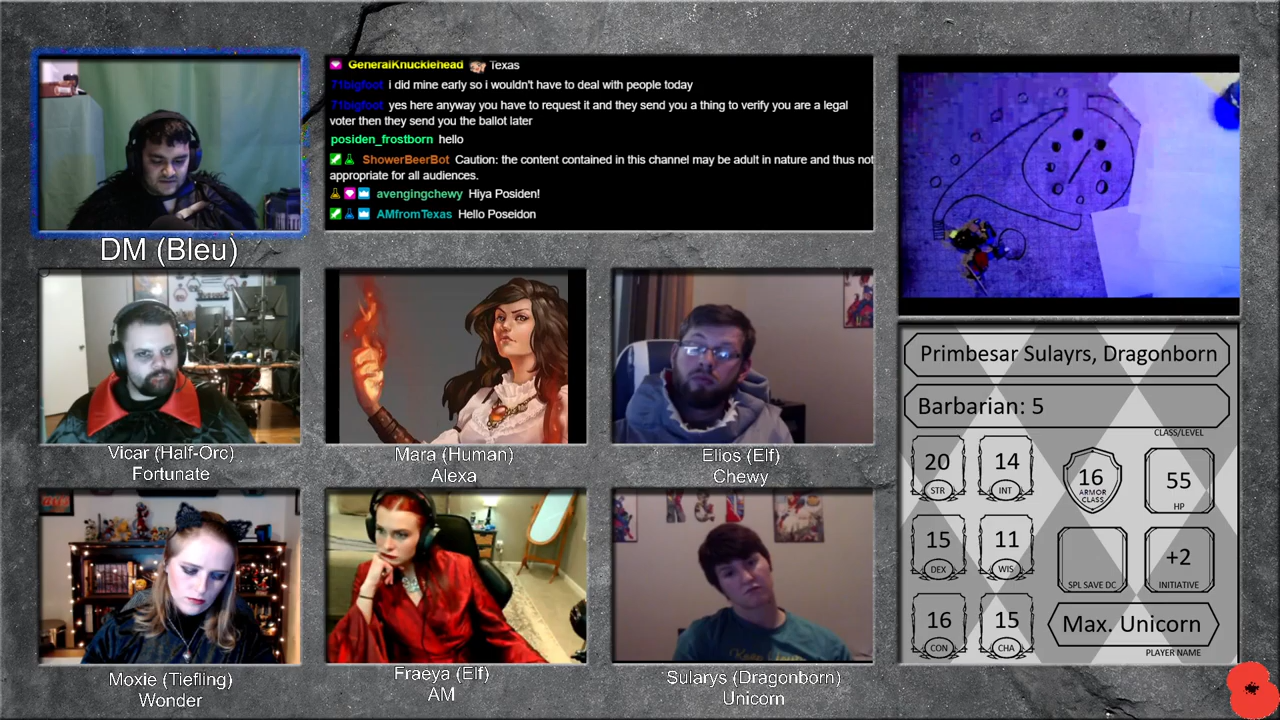 GeneralKnucklehead Texas
71bigfoot i did mine early so i wouldn't have to deal with people today
71bigfoot yes here anyway you have to request it and they send you a thing to verify you are a legal
voter then they send you the ballot later
posiden_frostborn hello
ShowerBeerBot Caution: the content contained in this channel may be adult in nature and thus not
appropriate for all audiences.
avengingchewy Hiya Posiden!
AMfromTexas Hello Poseidon
DM (Bleu)
Vicar (Half-Orc)
Fortunate
Mara (Human)
Alexa
Elios (Elf)
Chewy
K & D
Moxie (Tiefling)
Wonder
Fraeya (Elf)
AM
Sularys (Dragonborn)
Unicorn
Primbesar Sulayrs, Dragonborn
Barbarian: 5
CLASS/LEVEL
20
STR
14
INT
16
ARMOR
CLASS
55
HP
15
DEX
11
WIS
SPL SAVE DC
+2
INITIATIVE
16
CON
15
CHA
Max. Unicorn
PLAYER NAME